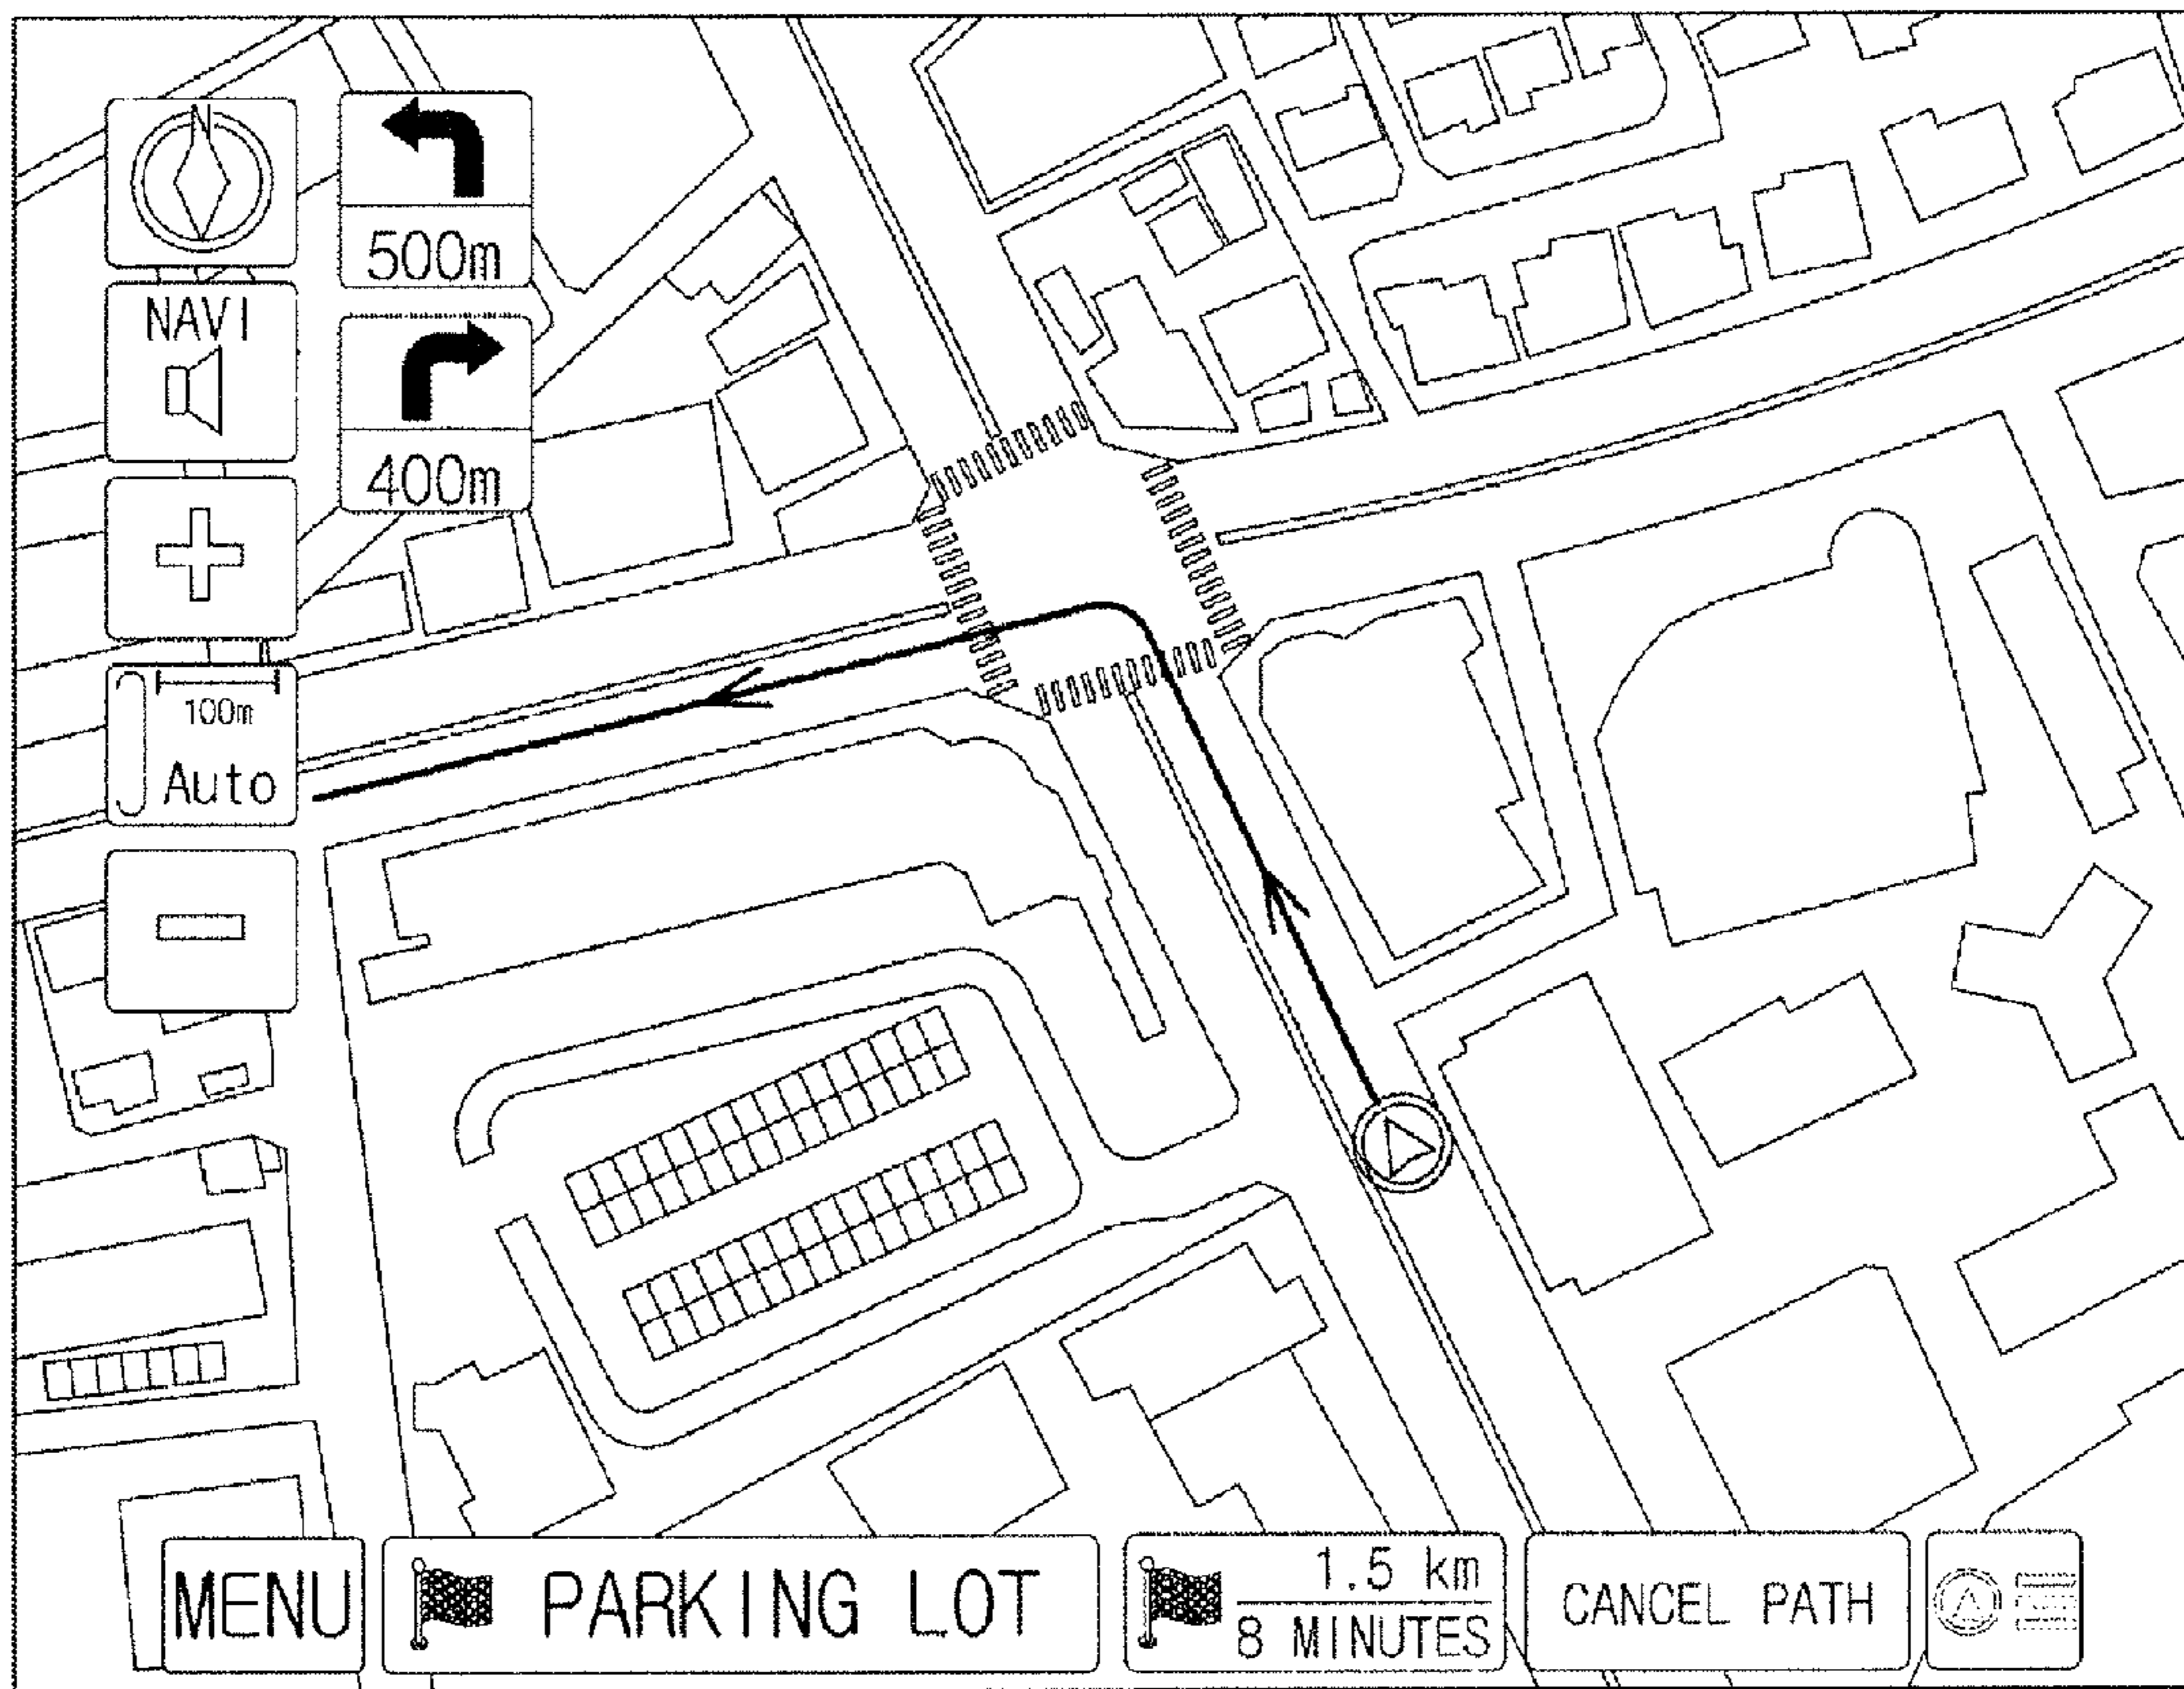 N
500m
NAVI
400m
100m
Auto
MENU
PARKING LOT
1.5 km
8 MINUTES
CANCEL PATH